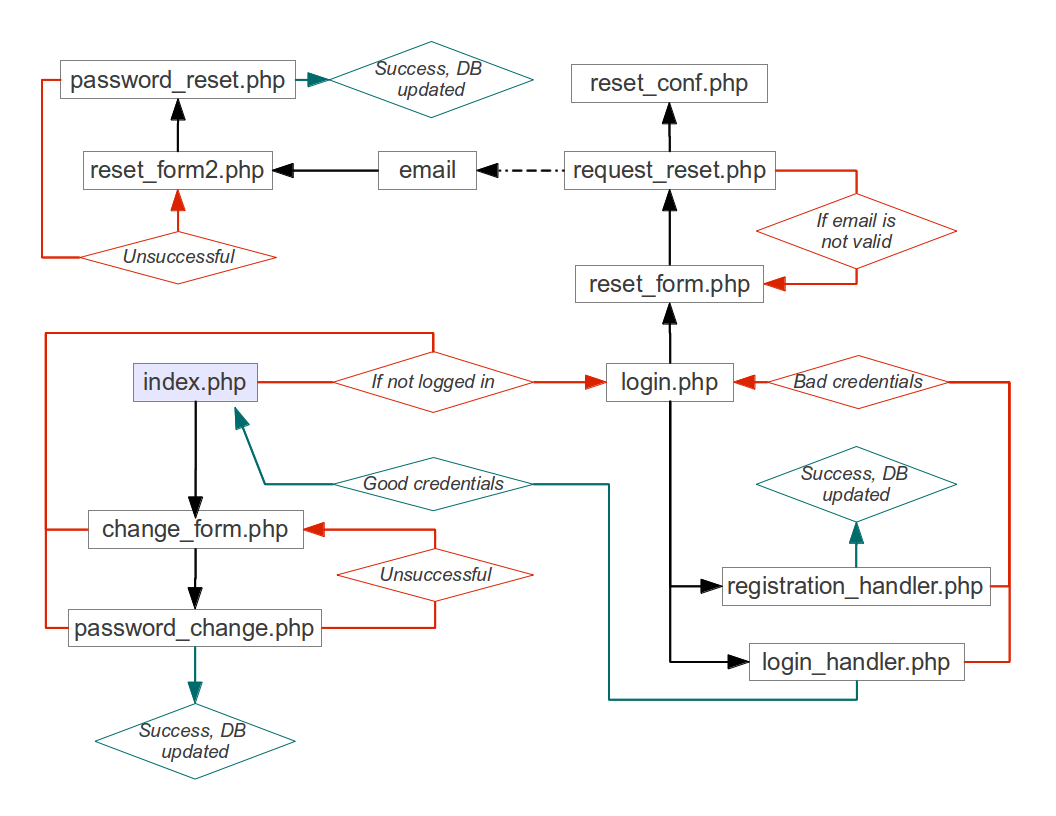 password_reset.php
Success, DB
updated
reset_conf.php
reset_form2.php
email
request_reset.php
Unsuccessful
If email is
not valid
reset_form.php
index.php
If not logged in
login.php
Bad credentials
Good credentials
Success, DB
updated
change_form.php
Unsuccessful
registration_handler.php
password_change.php
login_handler.php
Success, DB
updated